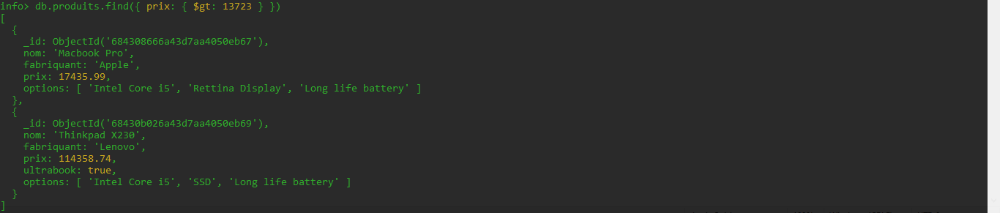 info> db.produits.find({ prix: { $gt: 13723 } })
[
  {
    _id: ObjectId('684308666a43d7aa4050eb67'),
    nom: 'Macbook Pro',
    fabriquant: 'Apple',
    prix: 17435.99,
    options: [ 'Intel Core i5', 'Rettina Display', 'Long life battery' ]
  },
  {
    _id: ObjectId('68430b026a43d7aa4050eb69'),
    nom: 'Thinkpad X230',
    fabriquant: 'Lenovo',
    prix: 114358.74,
    ultrabook: true,
    options: [ 'Intel Core i5', 'SSD', 'Long life battery' ]
  }
]